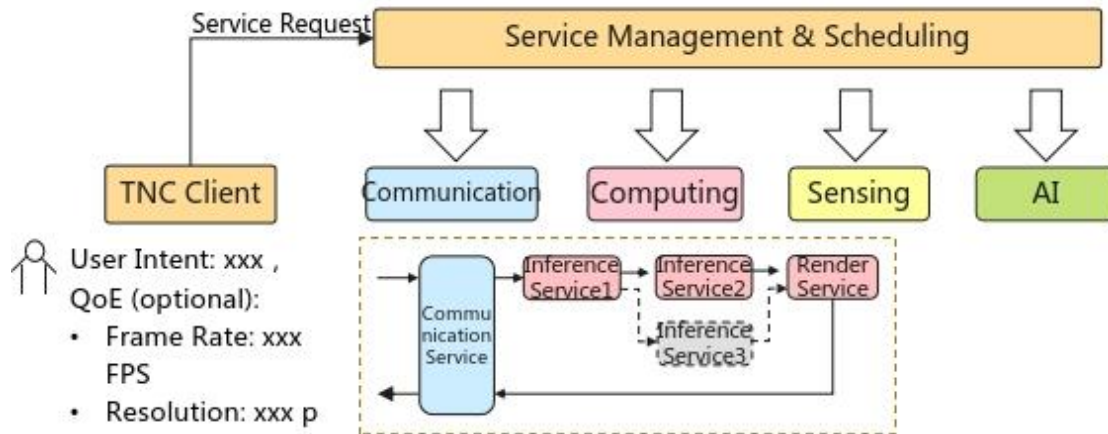 Service Request
Service Management & Scheduling
TNC Client
Communication
Computing
Sensing
AI
User Intent: xxx ,
QoE (optional):
• Frame Rate: xxx
FPS
• Resolution: xxx p
Commu
nication
Service
Inference
Service1
Inference
Service2
Render
Service
Inference
Service3